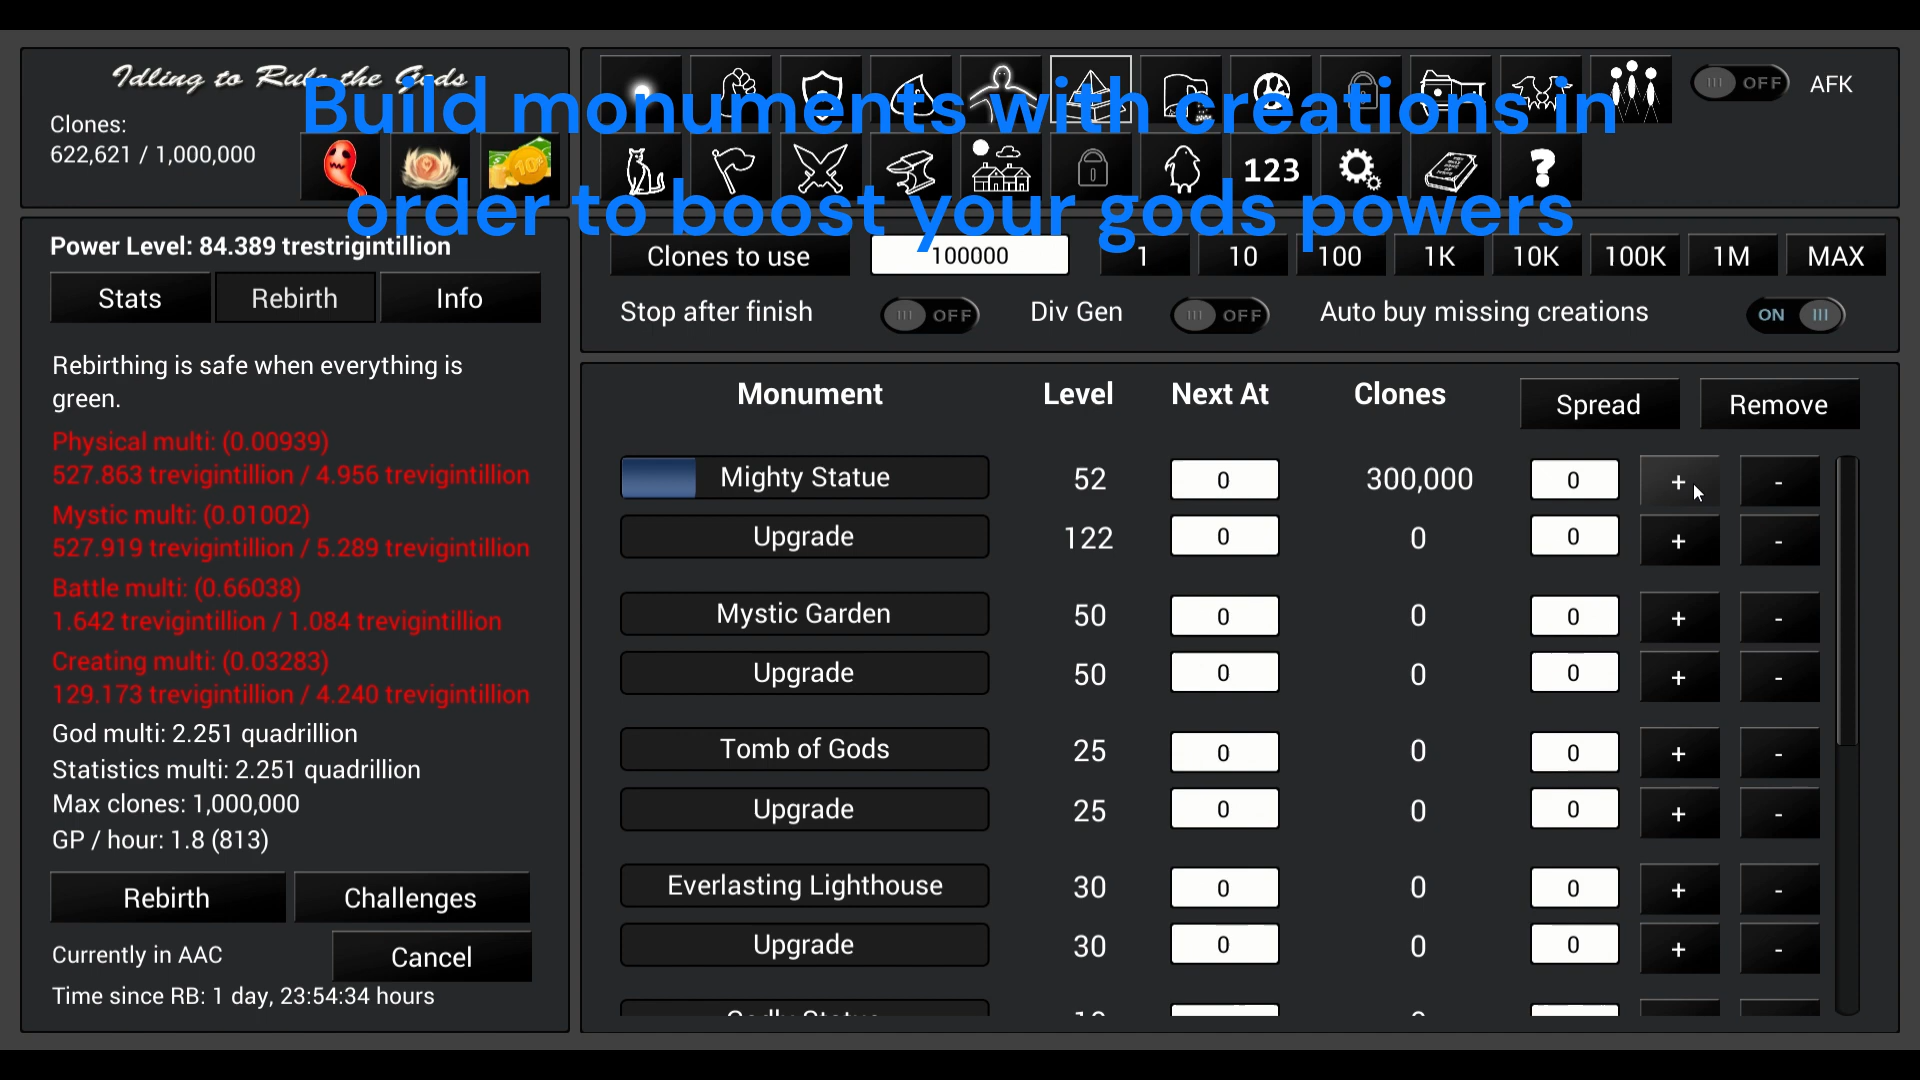 Idling to Rule the Gods
Build monuments with creations in
order to boost your gods powers
Clones:
622,621 / 1,000,000
OFF AFK
123
?
Power Level: 84.389 trestrigintillion
Stats Rebirth Info
Rebirthing is safe when everything is
green.
Physical multi: (0.00939)
527.863 trevigintillion / 4.956 trevigintillion
Mystic multi: (0.01002)
527.919 trevigintillion / 5.289 trevigintillion
Battle multi: (0.66038)
1.642 trevigintillion / 1.084 trevigintillion
Creating multi: (0.03283)
129.173 trevigintillion / 4.240 trevigintillion
God multi: 2.251 quadrillion
Statistics multi: 2.251 quadrillion
Max clones: 1,000,000
GP / hour: 1.8 (813)
Rebirth Challenges
Currently in AAC Cancel
Time since RB: 1 day, 23:54:34 hours
Clones to use 100000 1 10 100 1K 10K 100K 1M MAX
Stop after finish OFF Div Gen OFF Auto buy missing creations ON
Monument Level Next At Clones Spread Remove
Mighty Statue 52 0 300,000 0 + -
Upgrade 122 0 0 0 + -
Mystic Garden 50 0 0 0 + -
Upgrade 50 0 0 0 + -
Tomb of Gods 25 0 0 0 + -
Upgrade 25 0 0 0 + -
Everlasting Lighthouse 30 0 0 0 + -
Upgrade 30 0 0 0 + -